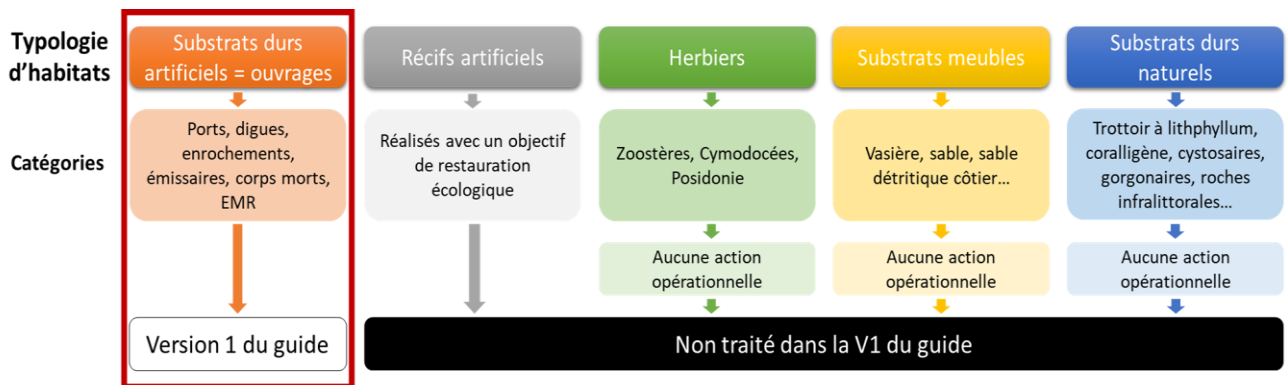 Typologie
d'habitats
Substrats durs
artificiels = ouvrages
Récifs artificiels
Herbiers
Substrats meubles
Substrats durs
naturels
Catégories
Ports, digues,
enrochements,
émissaires, corps morts,
EMR
Réalisés avec un objectif
de restauration
écologique
Zoostères, Cymodocées,
Posidonie
Vasière, sable, sable
détritique côtier...
Trottoir à lithphyllum,
coralligène, cystosaires,
gorgonaires, roches
infralittorales...
Aucune action
opérationnelle
Aucune action
opérationnelle
Aucune action
opérationnelle
Version 1 du guide
Non traité dans la V1 du guide